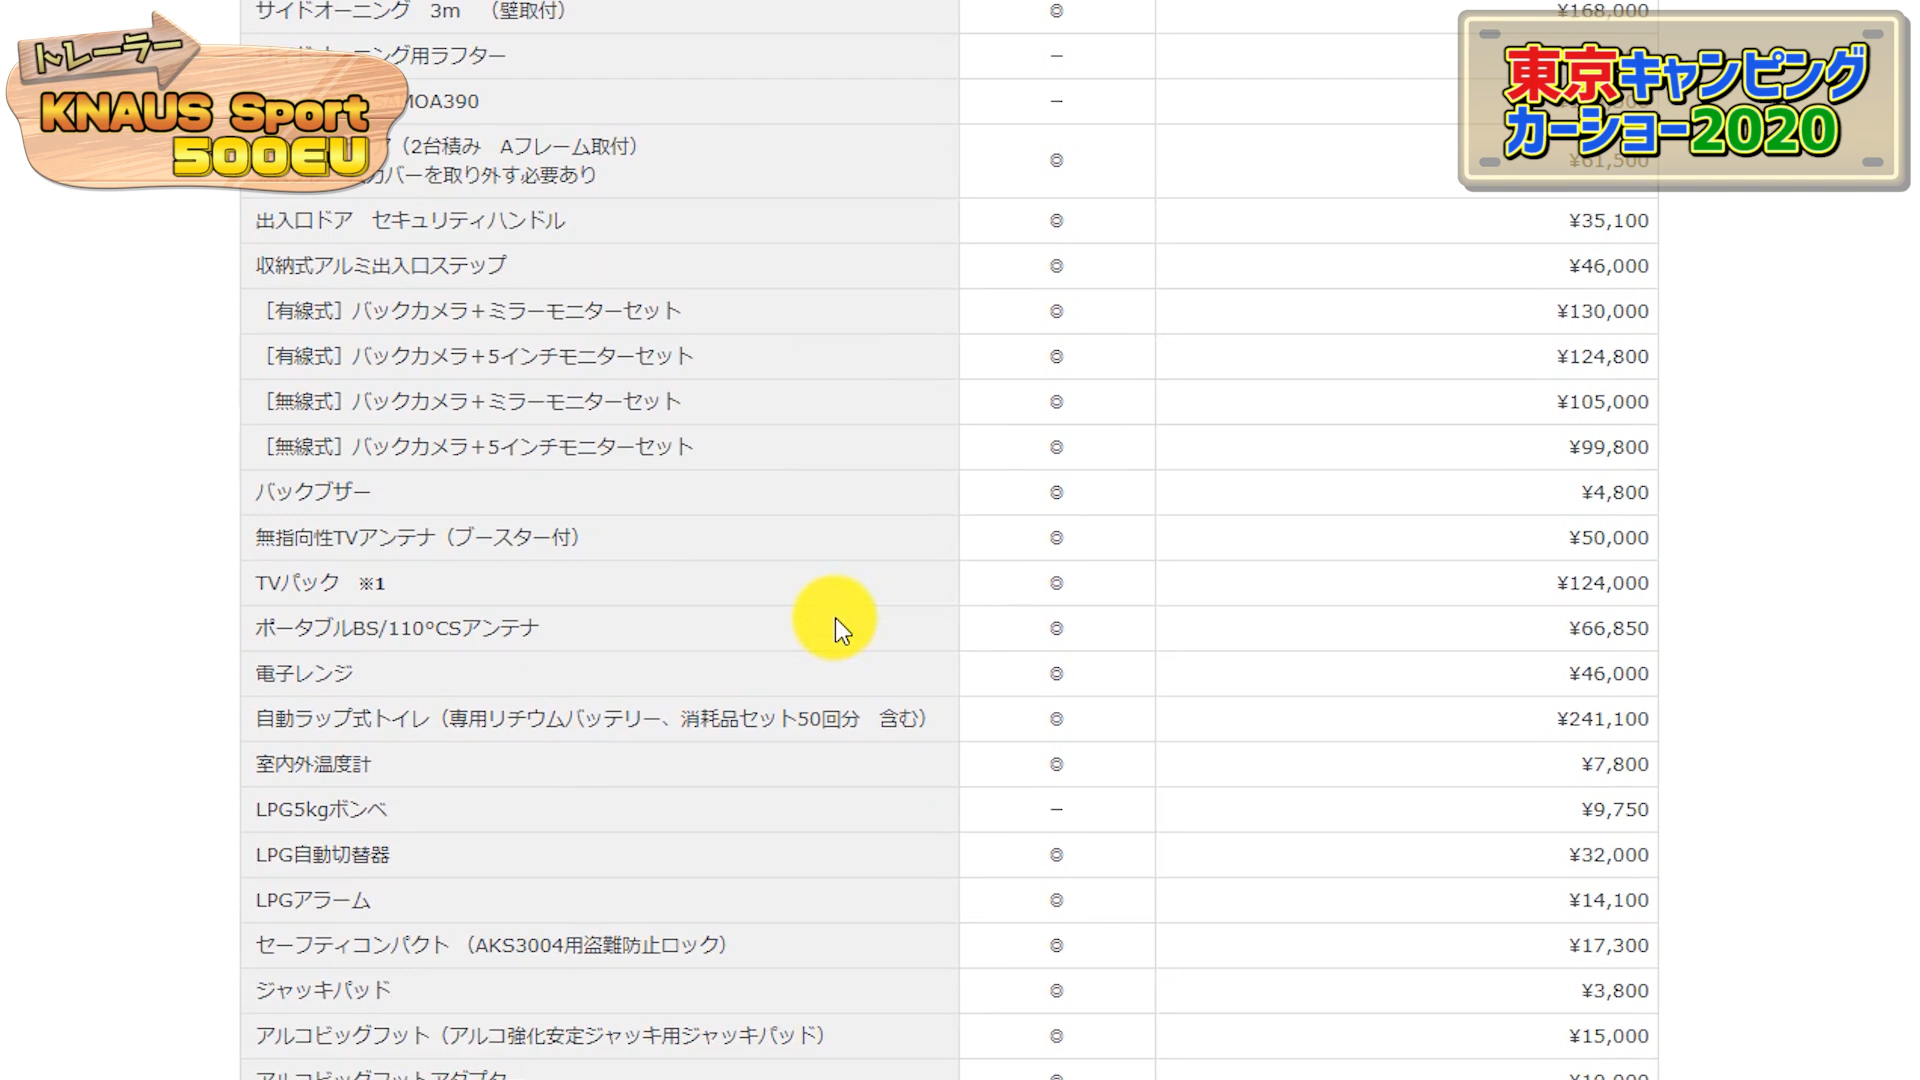 サイドオーニング　3m　（壁取付） ◎ ¥168,000
トレーラー
KNAUS Sport
500EU
東京キャンピング
カーショー2020
ング用ラフター －
MOA390 －
（2台積み　Aフレーム取付） ◎ ¥61,500
カバーを取り外す必要あり
出入口ドア　セキュリティハンドル ◎ ¥35,100
収納式アルミ出入口ステップ ◎ ¥46,000
［有線式］バックカメラ＋ミラーモニターセット ◎ ¥130,000
［有線式］バックカメラ＋5インチモニターセット ◎ ¥124,800
［無線式］バックカメラ＋ミラーモニターセット ◎ ¥105,000
［無線式］バックカメラ＋5インチモニターセット ◎ ¥99,800
バックブザー ◎ ¥4,800
無指向性TVアンテナ（ブースター付） ◎ ¥50,000
TVパック　※1 ◎ ¥124,000
ポータブルBS/110°CSアンテナ ◎ ¥66,850
電子レンジ ◎ ¥46,000
自動ラップ式トイレ（専用リチウムバッテリー、消耗品セット50回分　含む） ◎ ¥241,100
室内外温度計 ◎ ¥7,800
LPG5kgボンベ － ¥9,750
LPG自動切替器 ◎ ¥32,000
LPGアラーム ◎ ¥14,100
セーフティコンパクト （AKS3004用盗難防止ロック） ◎ ¥17,300
ジャッキパッド ◎ ¥3,800
アルコビッグフット（アルコ強化安定ジャッキ用ジャッキパッド） ◎ ¥15,000
アルコビッグフットアダプタ